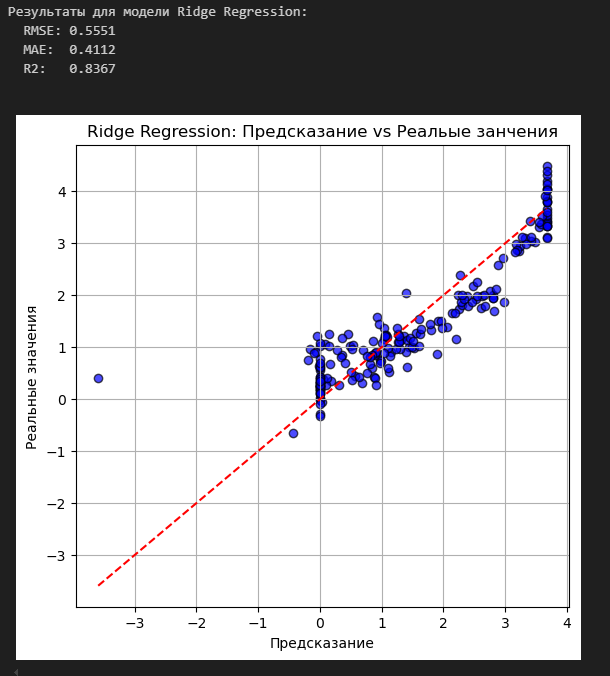 Результаты для модели Ridge Regression:
RMSE: 0.5551
MAE: 0.4112
R2: 0.8367
Ridge Regression: Предсказание vs Реальые занчения
Реальные значения
4
3
2
1
0
−1
−2
−3
−3 −2 −1 0 1 2 3 4
Предсказание